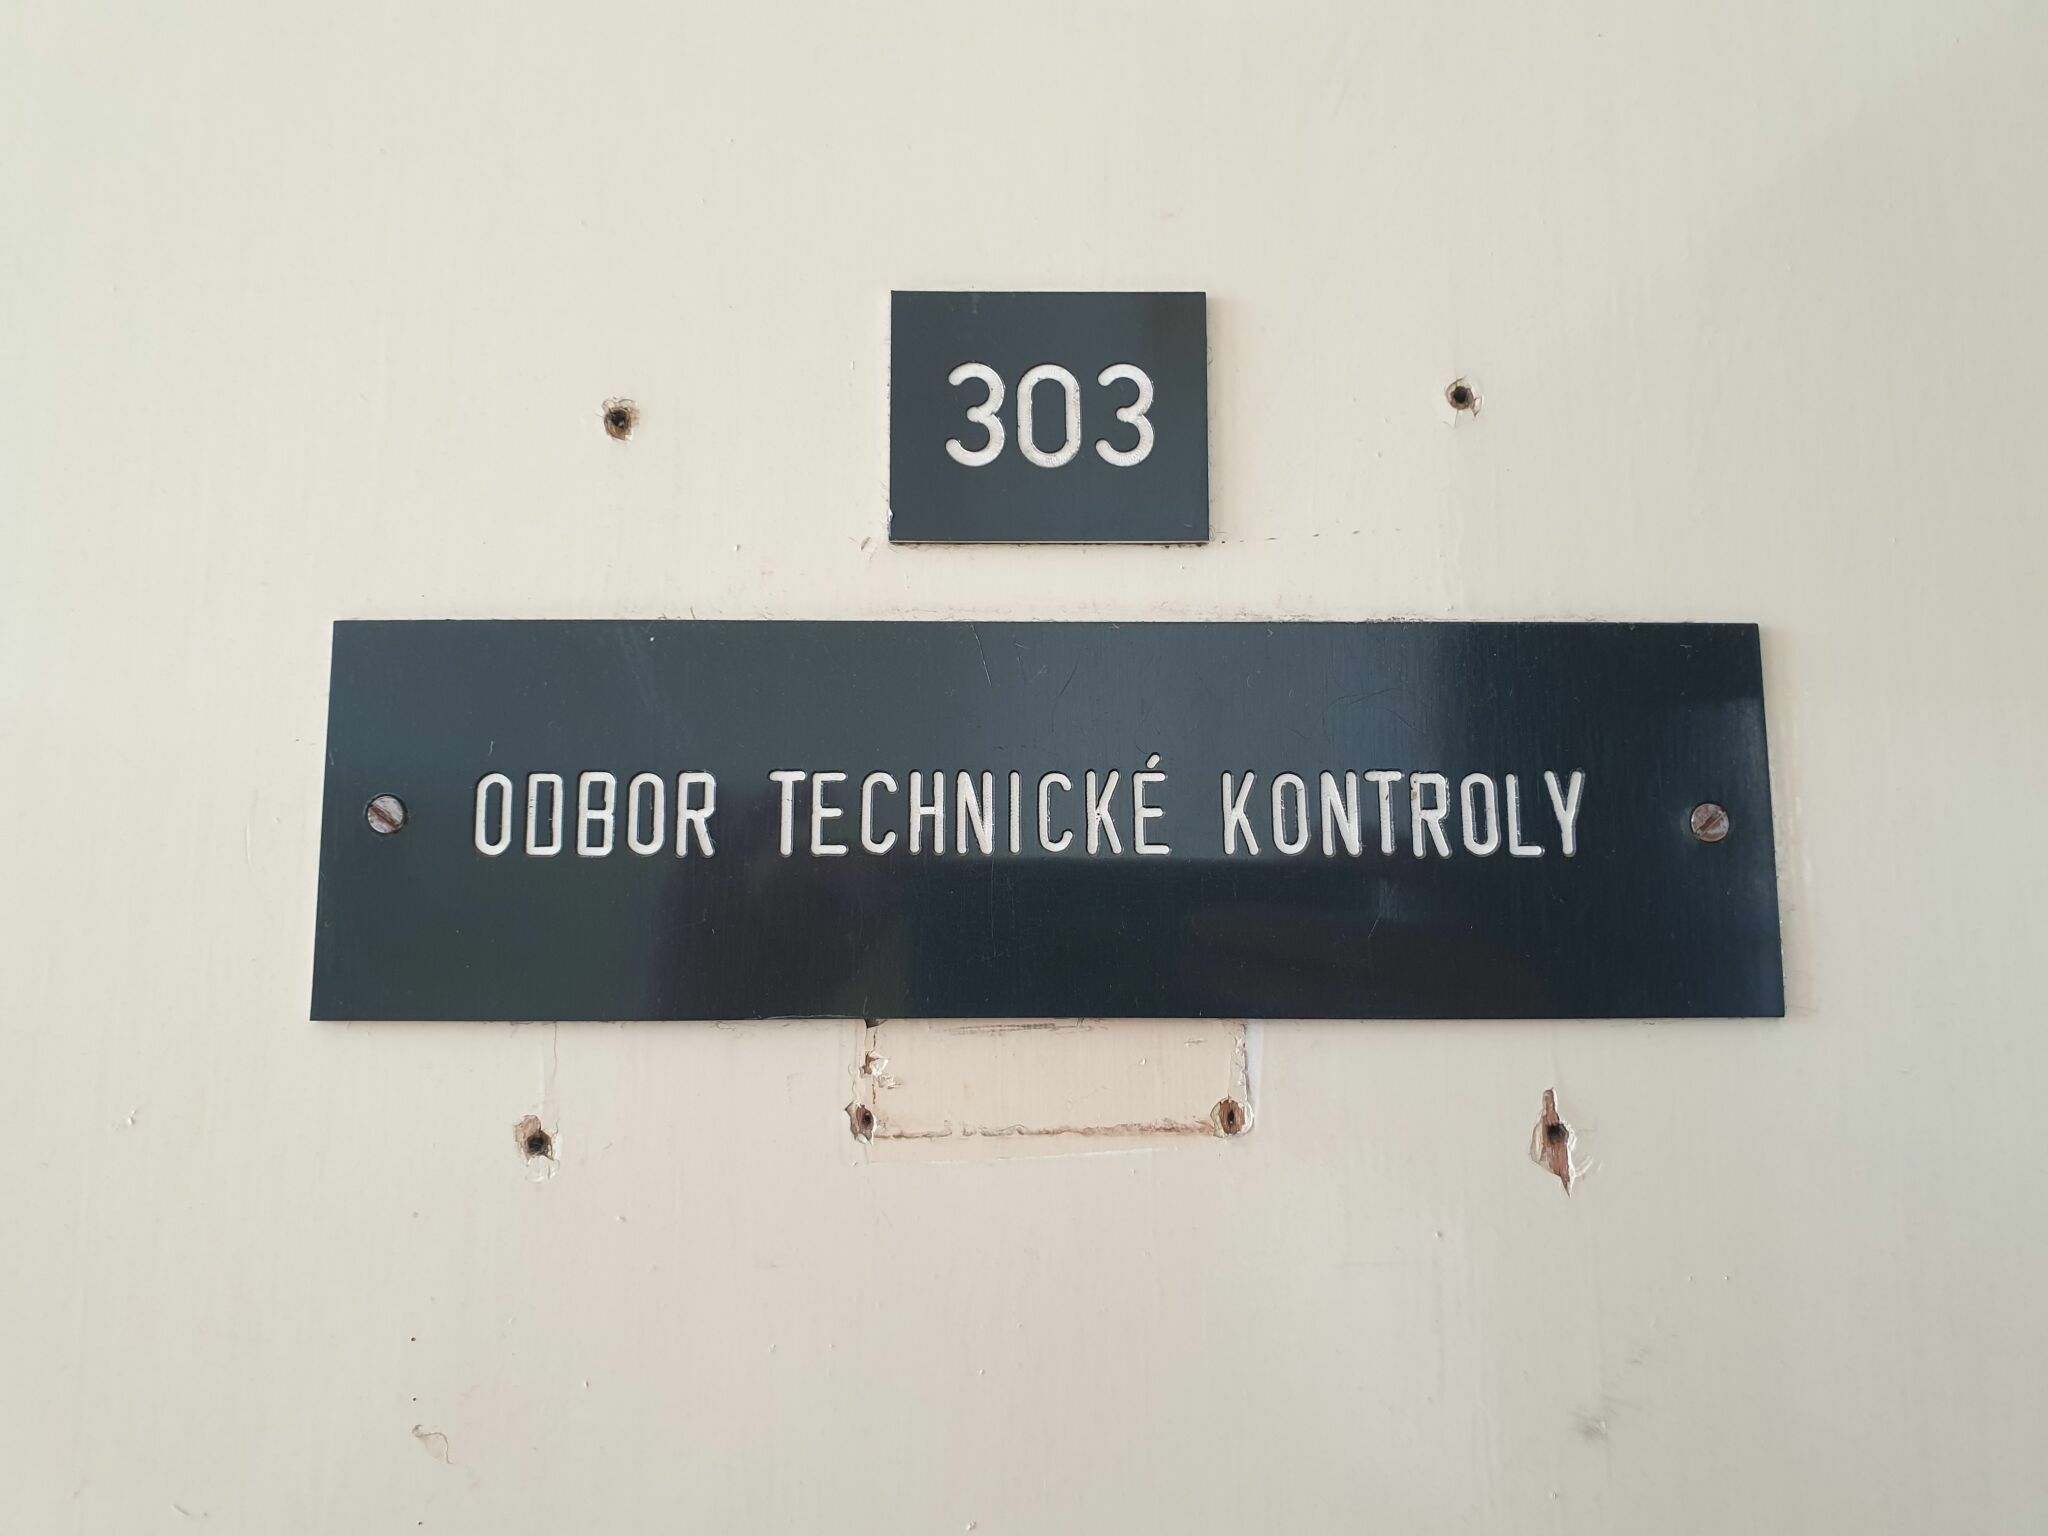 303
ODBOR TECHNICKÉ KONTROLY